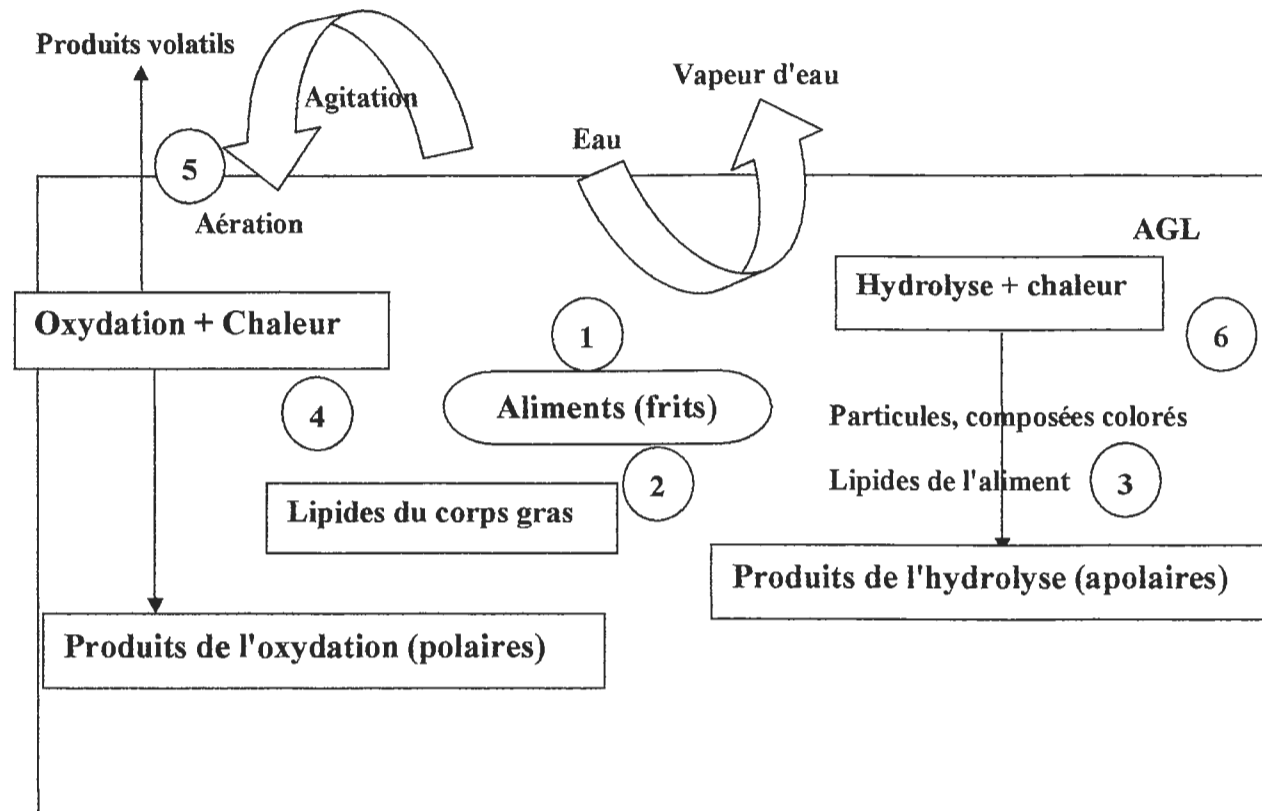 Produits volatils
Agitation
Vapeur d'eau
Eau
5
Aération
AGL
Hydrolyse + chaleur
Oxydation + Chaleur
1
6
Aliments (frits)
4
Particules, composées colorés
2
Lipides de l'aliment
3
Lipides du corps gras
Produits de l'hydrolyse (apolaires)
Produits de l'oxydation (polaires)